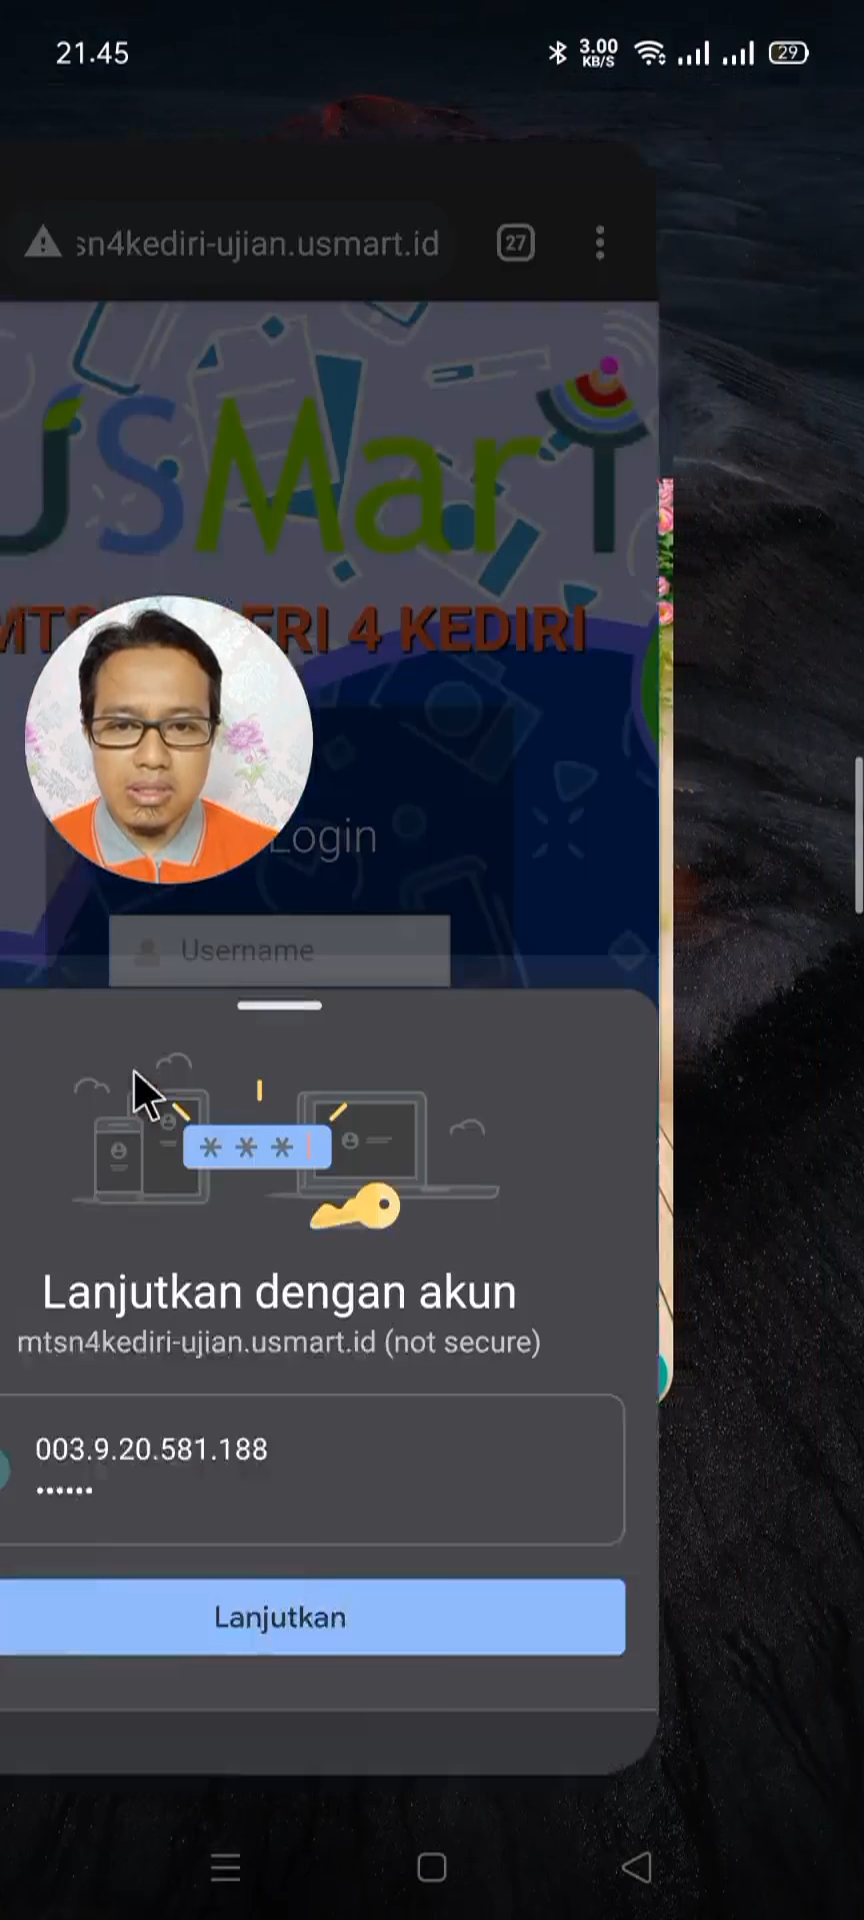 21.45
3.00
KB/S
29
sn4kediri-ujian.usmart.id
27
USMart
ERI 4 KEDIRI
Login
Username
***
Lanjutkan dengan akun
mtsn4kediri-ujian.usmart.id (not secure)
003.9.20.581.188
••••••
Lanjutkan